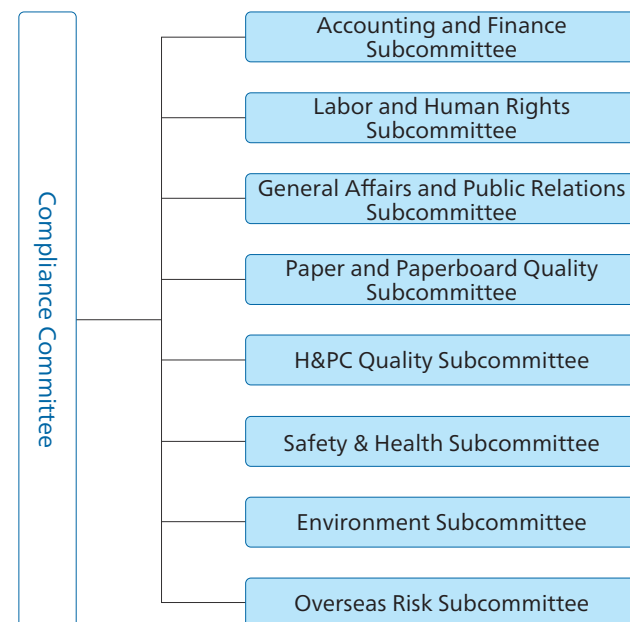 Compliance Committee
Accounting and Finance
Subcommittee
Labor and Human Rights
Subcommittee
General Affairs and Public Relations
Subcommittee
Paper and Paperboard Quality
Subcommittee
H&PC Quality Subcommittee
Safety & Health Subcommittee
Environment Subcommittee
Overseas Risk Subcommittee